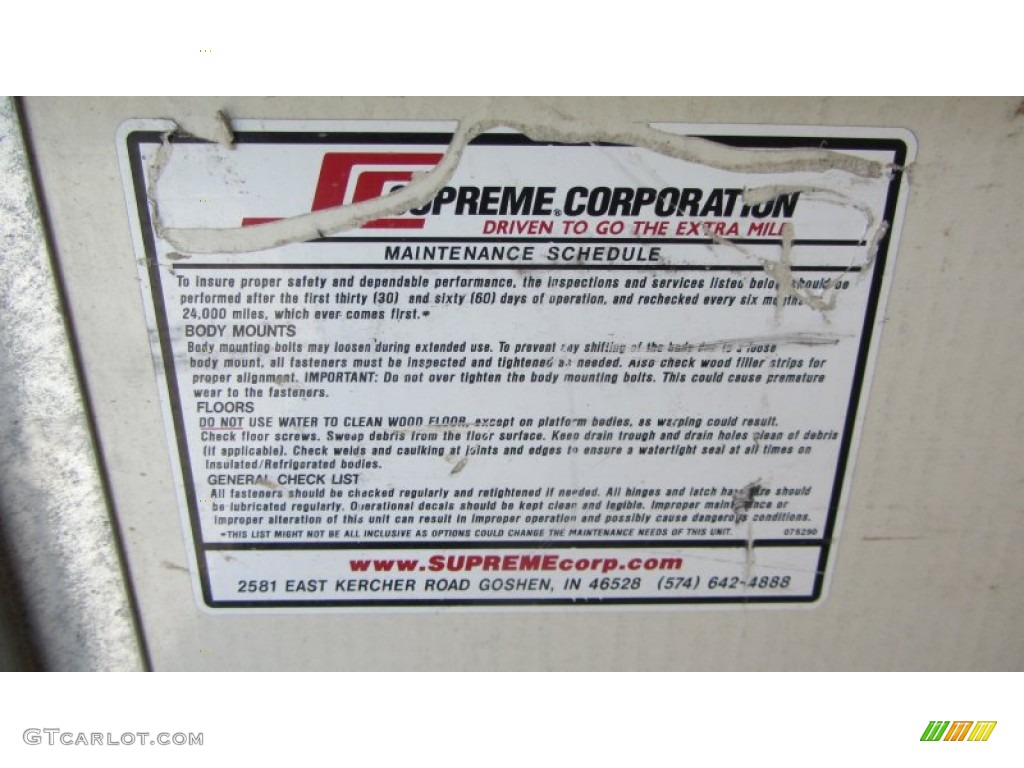 SUPREME® CORPORATION
DRIVEN TO GO THE EXTRA MILE
MAINTENANCE SCHEDULE
To insure proper safety and dependable performance, the inspections and services listed below should be
performed after the first thirty (30) and sixty (60) days of operation, and rechecked every six months
24,000 miles, which ever comes first.*
BODY MOUNTS
Body mounting bolts may loosen during extended use. To prevent any shifting of the body due to a loose
body mount, all fasteners must be inspected and tightened as needed. Also check wood filler strips for
proper alignment. IMPORTANT: Do not over tighten the body mounting bolts. This could cause premature
wear to the fasteners.
FLOORS
DO NOT USE WATER TO CLEAN WOOD FLOOR, except on platform bodies, as warping could result.
Check floor screws. Sweep debris from the floor surface. Keep drain trough and drain holes clean of debris
(if applicable). Check welds and caulking at joints and edges to ensure a watertight seal at all times on
Insulated/Refrigerated bodies.
GENERAL CHECK LIST
All fasteners should be checked regularly and retightened if needed. All hinges and latch hardware should
be lubricated regularly. Operational decals should be kept clean and legible. Improper maintenance or
improper alteration of this unit can result in improper operation and possibly cause dangerous conditions.
*THIS LIST MIGHT NOT BE ALL INCLUSIVE AS OPTIONS COULD CHANGE THE MAINTENANCE NEEDS OF THIS UNIT. 075290
www.SUPREMEcorp.com
2581 EAST KERCHER ROAD GOSHEN, IN 46528 (574) 642-4888
GTCARLOT.COM